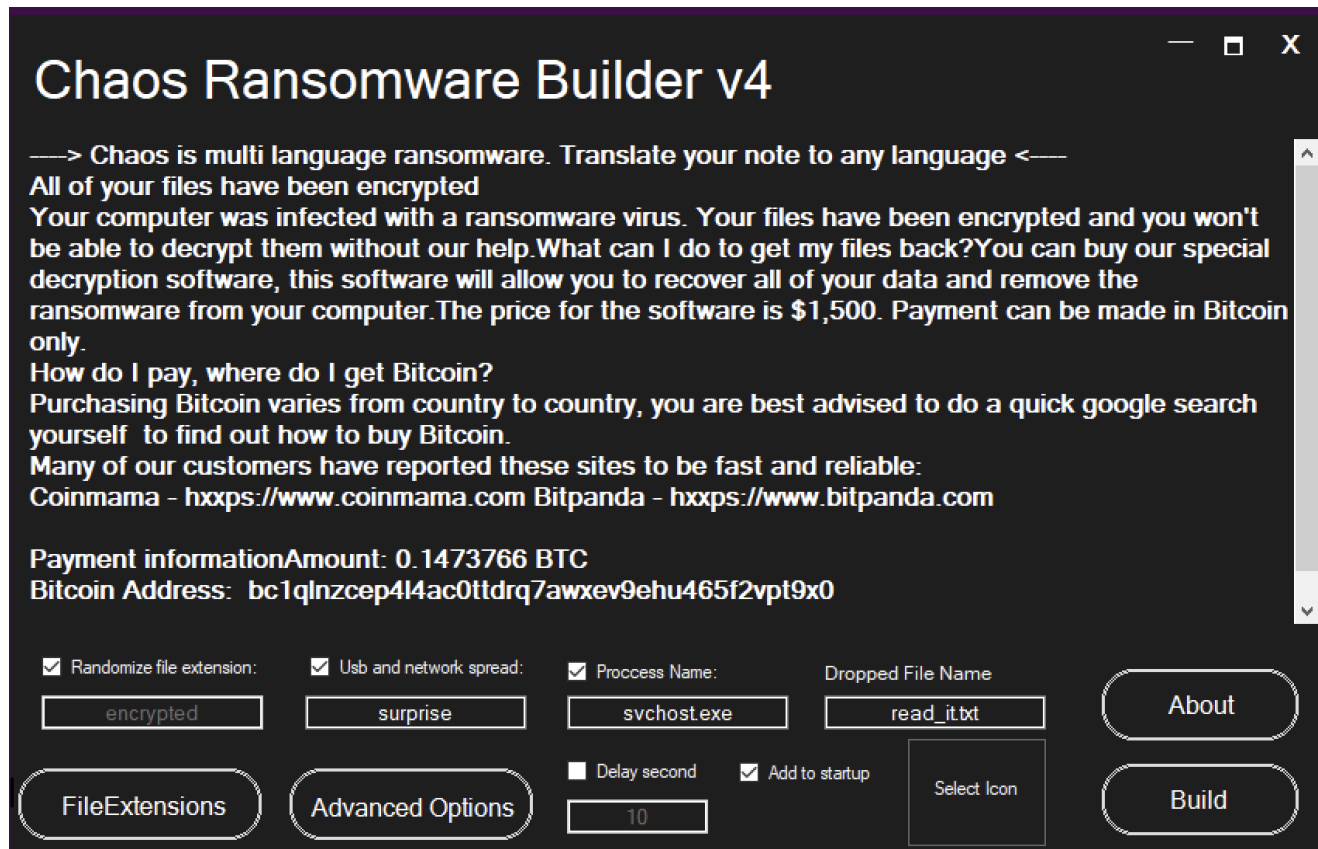 Chaos Ransomware Builder v4
— X
----> Chaos is multi language ransomware. Translate your note to any language <----
All of your files have been encrypted
Your computer was infected with a ransomware virus. Your files have been encrypted and you won't
be able to decrypt them without our help.What can I do to get my files back?You can buy our special
decryption software, this software will allow you to recover all of your data and remove the
ransomware from your computer.The price for the software is $1,500. Payment can be made in Bitcoin
only.
How do I pay, where do I get Bitcoin?
Purchasing Bitcoin varies from country to country, you are best advised to do a quick google search
yourself  to find out how to buy Bitcoin.
Many of our customers have reported these sites to be fast and reliable:
Coinmama - hxxps://www.coinmama.com Bitpanda - hxxps://www.bitpanda.com
Payment informationAmount: 0.1473766 BTC
Bitcoin Address:  bc1qlnzcep4l4ac0ttdrq7awxev9ehu465f2vpt9x0
Randomize file extension: Usb and network spread: Proccess Name: Dropped File Name
encrypted surprise svchost.exe read_it.txt
About
Delay second Add to startup
FileExtensions Advanced Options 10 Select Icon Build